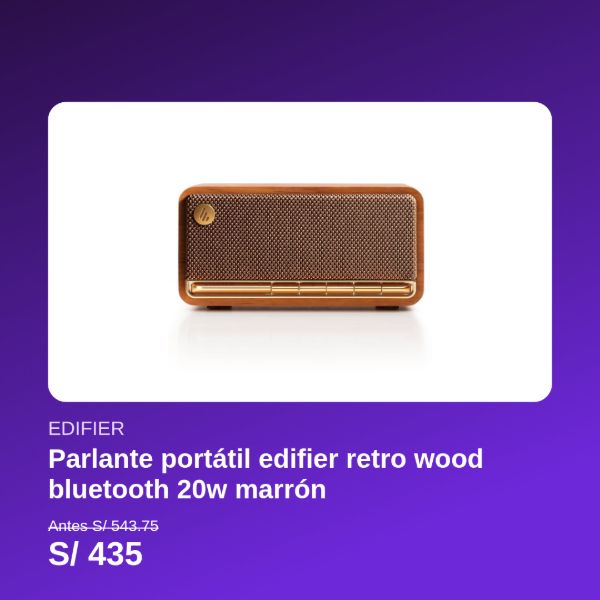 EDIFIER
Parlante portátil edifier retro wood
bluetooth 20w marrón
Antes S/ 543.75
S/ 435